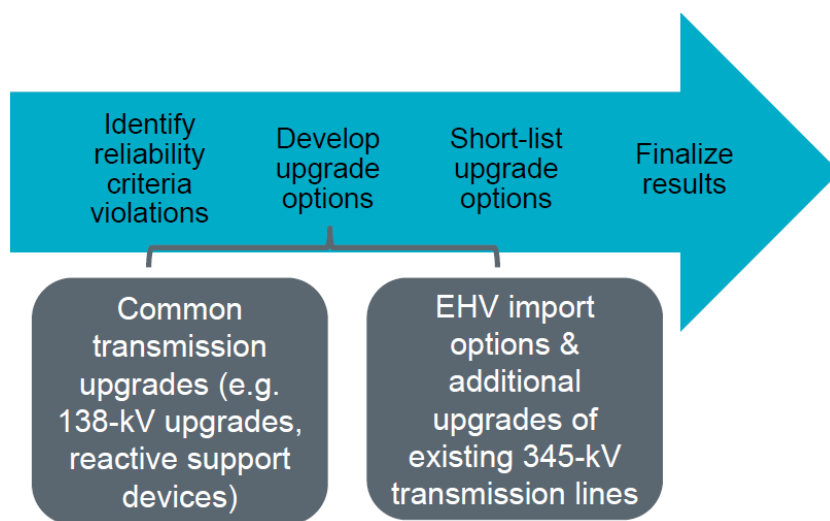 Identify
reliability
criteria
violations
Develop
upgrade
options
Short-list
upgrade
options
Finalize
results
Common
transmission
upgrades (e.g.
138-kV upgrades,
reactive support
devices)
EHV import
options &
additional
upgrades of
existing 345-kV
transmission lines